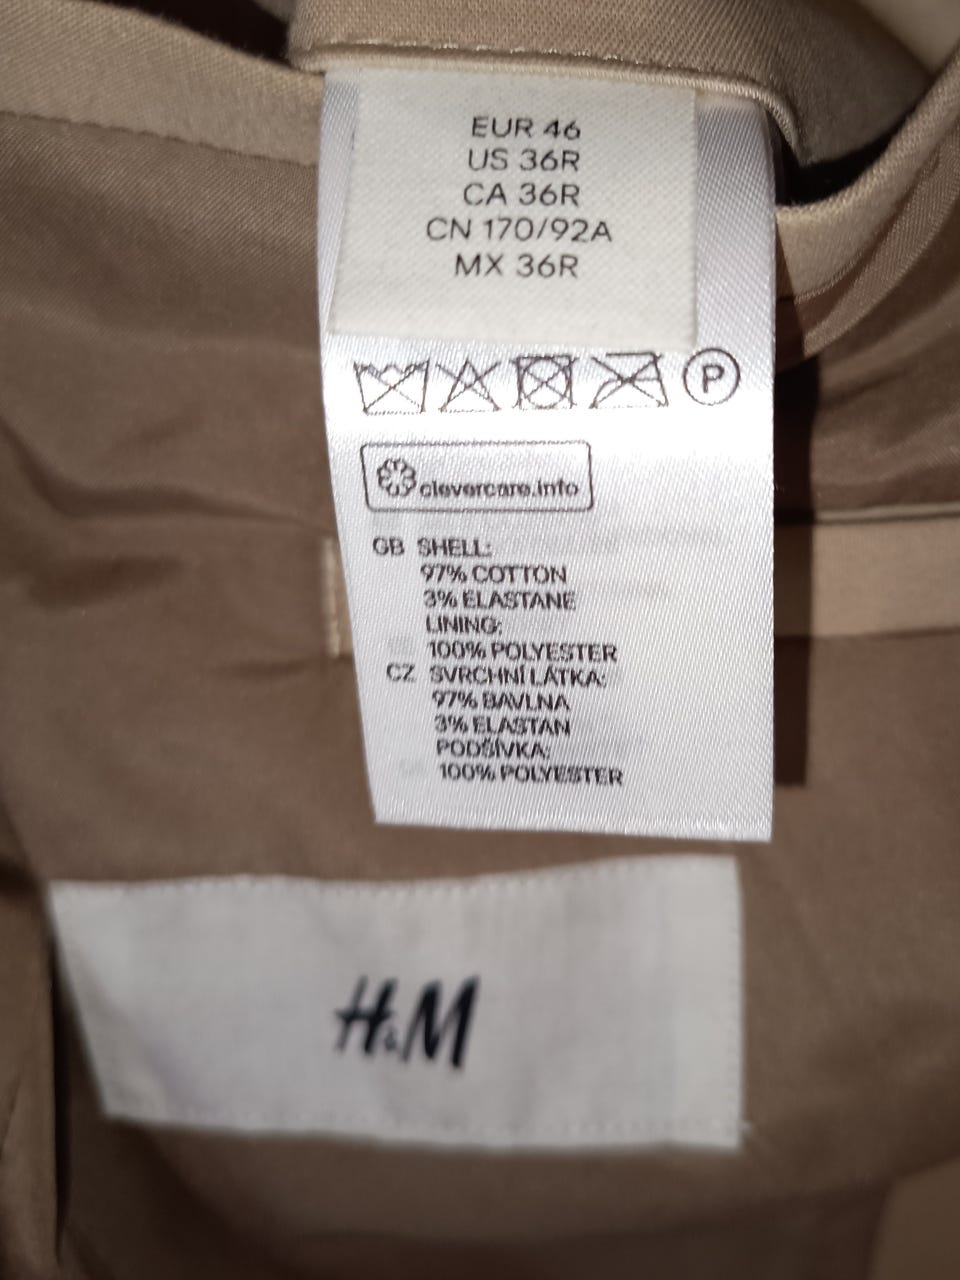 EUR 46
US 36R
CA 36R
CN 170/92A
MX 36R
P
clevercare.info
GB SHELL:
97% COTTON
3% ELASTANE
LINING:
100% POLYESTER
CZ SVRCHNÍ LÁTKA:
97% BAVLNA
3% ELASTAN
PODŠÍVKA:
100% POLYESTER
H&M